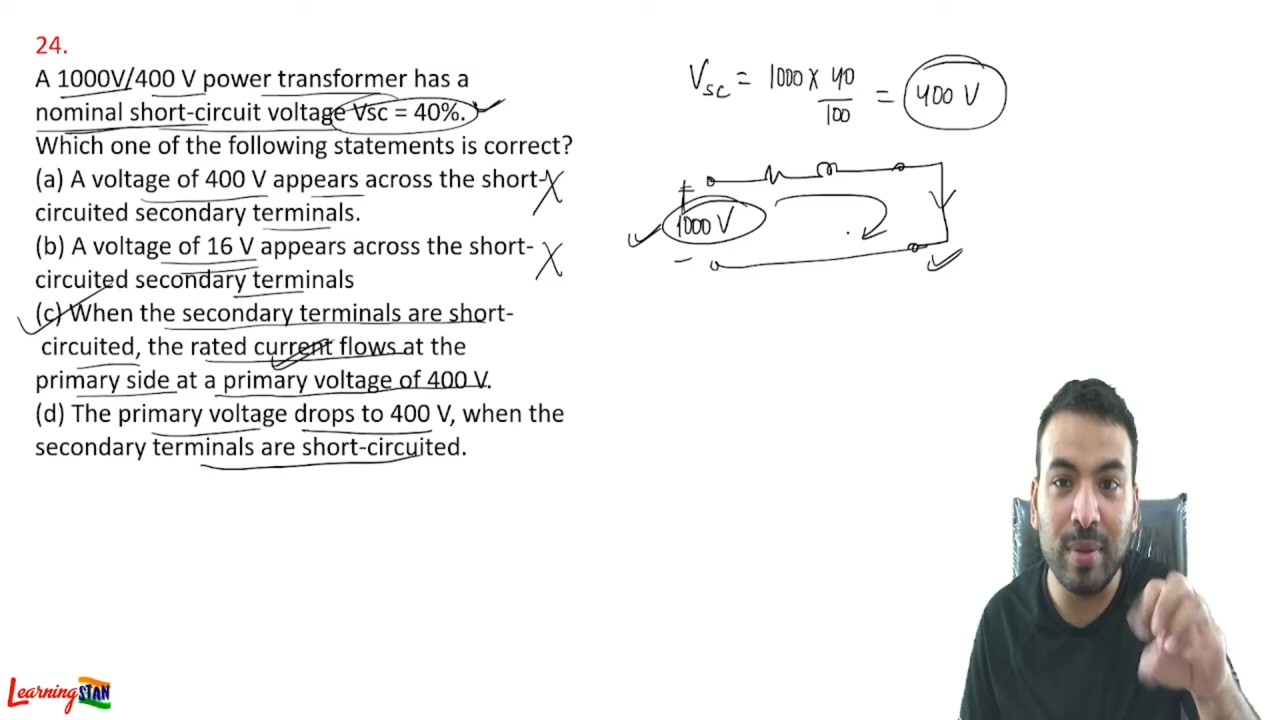 24.
A 1000V/400 V power transformer has a
nominal short-circuit voltage Vsc = 40%.
Which one of the following statements is correct?
(a) A voltage of 400 V appears across the short-
circuited secondary terminals.
(b) A voltage of 16 V appears across the short-
circuited secondary terminals
(c) When the secondary terminals are short-
circuited, the rated current flows at the
primary side at a primary voltage of 400 V.
(d) The primary voltage drops to 400 V, when the
secondary terminals are short-circuited.
Vsc = 1000 x 40/100 = 400 V
+
1000 V
-
LearningSTAN